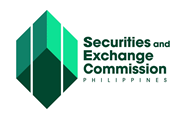 Securities and
Exchange
Commission
PHILIPPINES